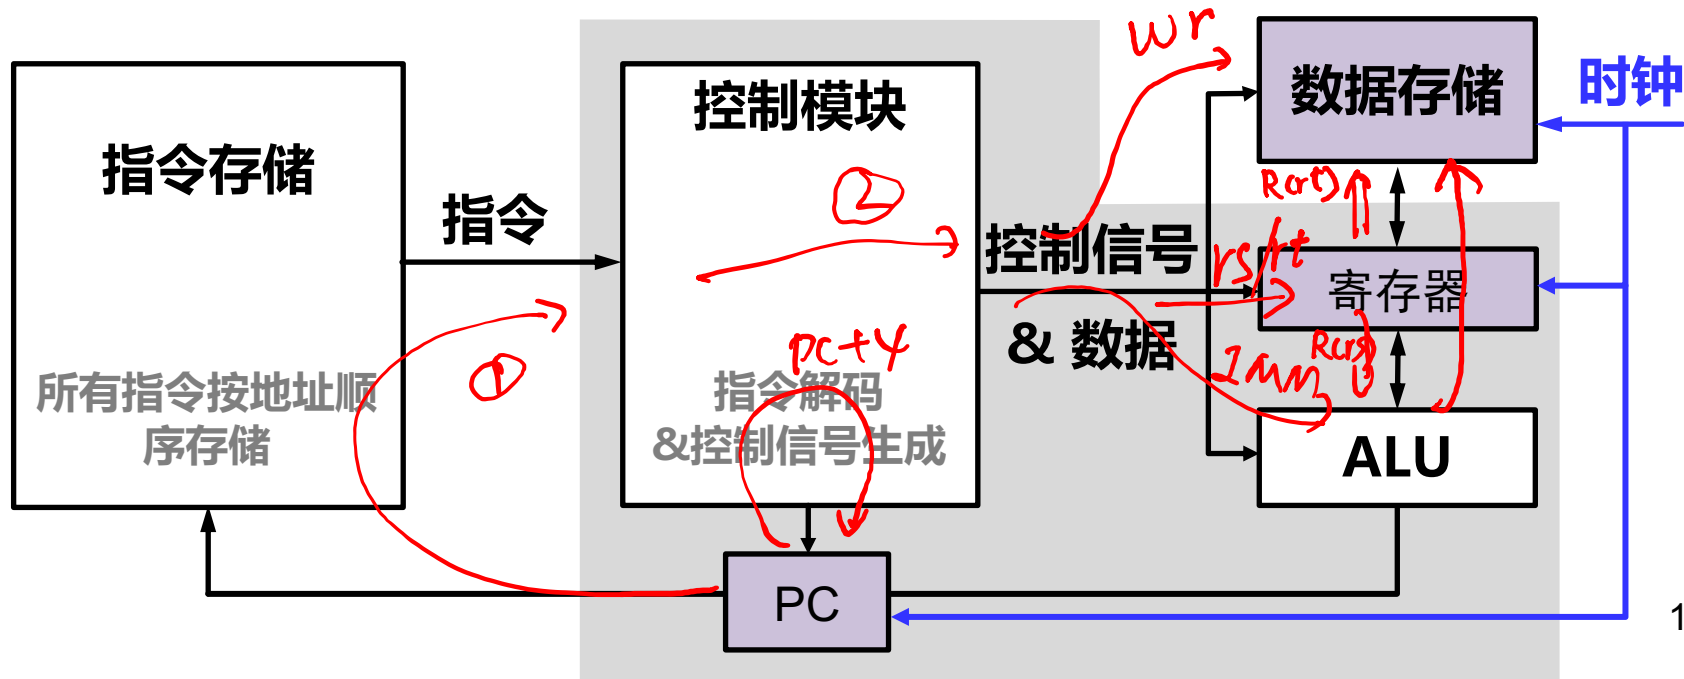 指令存储
所有指令按地址顺
序存储
指令
控制模块
②
①
pc+4
指令解码
&控制信号生成
PC
控制信号
& 数据
wr
数据存储
时钟
R(rt)
rs/rt
寄存器
R(rs)
Imm
ALU
1